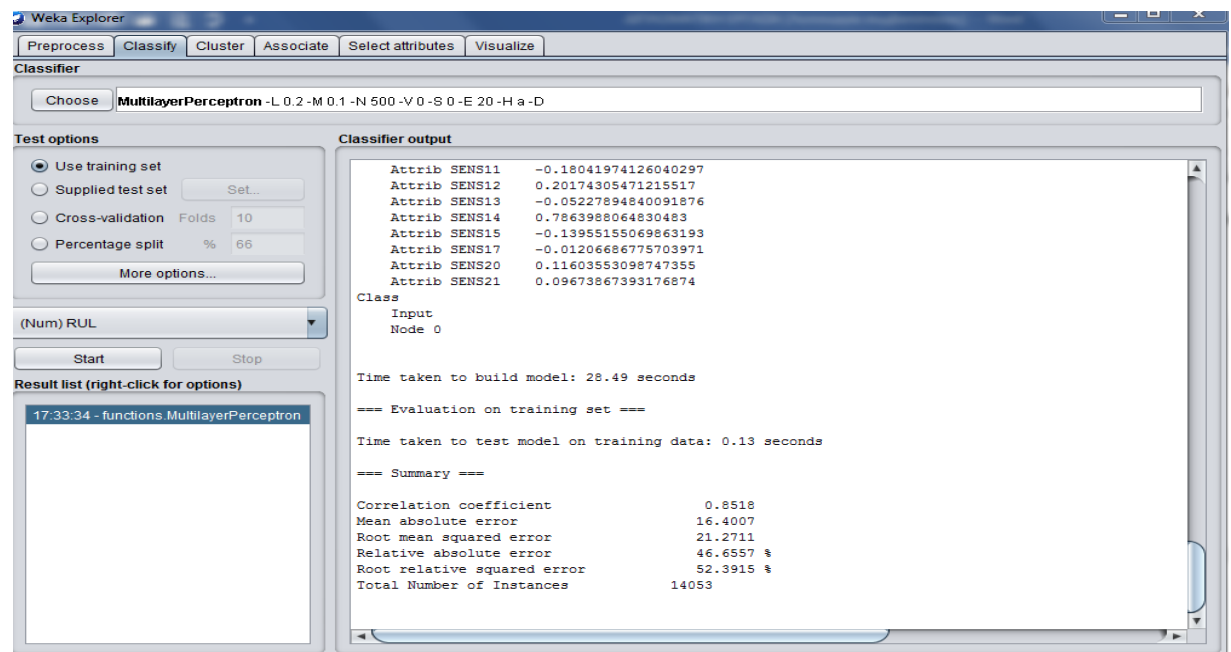 Weka Explorer
Preprocess Classify Cluster Associate Select attributes Visualize
Classifier
Choose MultilayerPerceptron -L 0.2 -M 0.1 -N 500 -V 0 -S 0 -E 20 -H a -D
Test options
Use training set
Supplied test set Set...
Cross-validation Folds 10
Percentage split % 66
More options...
(Num) RUL
Start Stop
Result list (right-click for options)
17:33:34 - functions.MultilayerPerceptron
Classifier output
Attrib SENS11 -0.18041974126040297
Attrib SENS12 0.20174305471215517
Attrib SENS13 -0.05227894840091876
Attrib SENS14 0.7863988064830483
Attrib SENS15 -0.13955155069863193
Attrib SENS17 -0.01206686775703971
Attrib SENS20 0.11603553098747355
Attrib SENS21 0.09673867393176874
Class
Input
Node 0
Time taken to build model: 28.49 seconds
=== Evaluation on training set ===
Time taken to test model on training data: 0.13 seconds
=== Summary ===
Correlation coefficient 0.8518
Mean absolute error 16.4007
Root mean squared error 21.2711
Relative absolute error 46.6557 %
Root relative squared error 52.3915 %
Total Number of Instances 14053